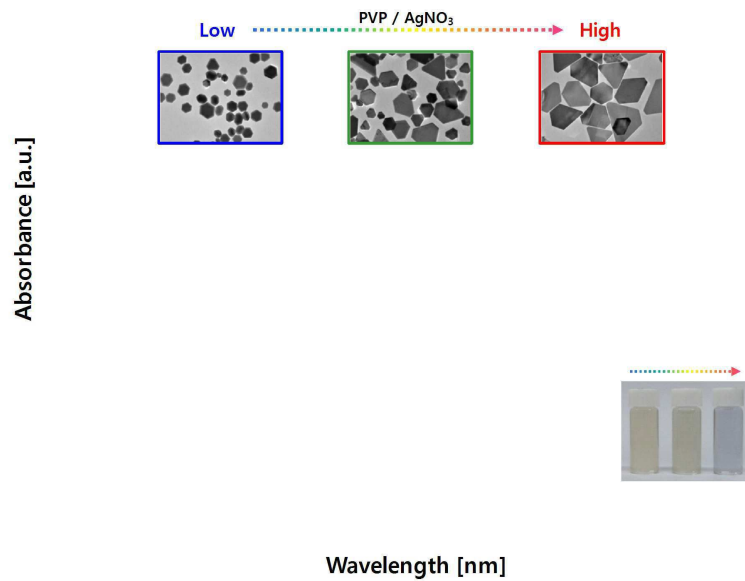 PVP / AgNO₃
Low High
Absorbance [a.u.]
Wavelength [nm]